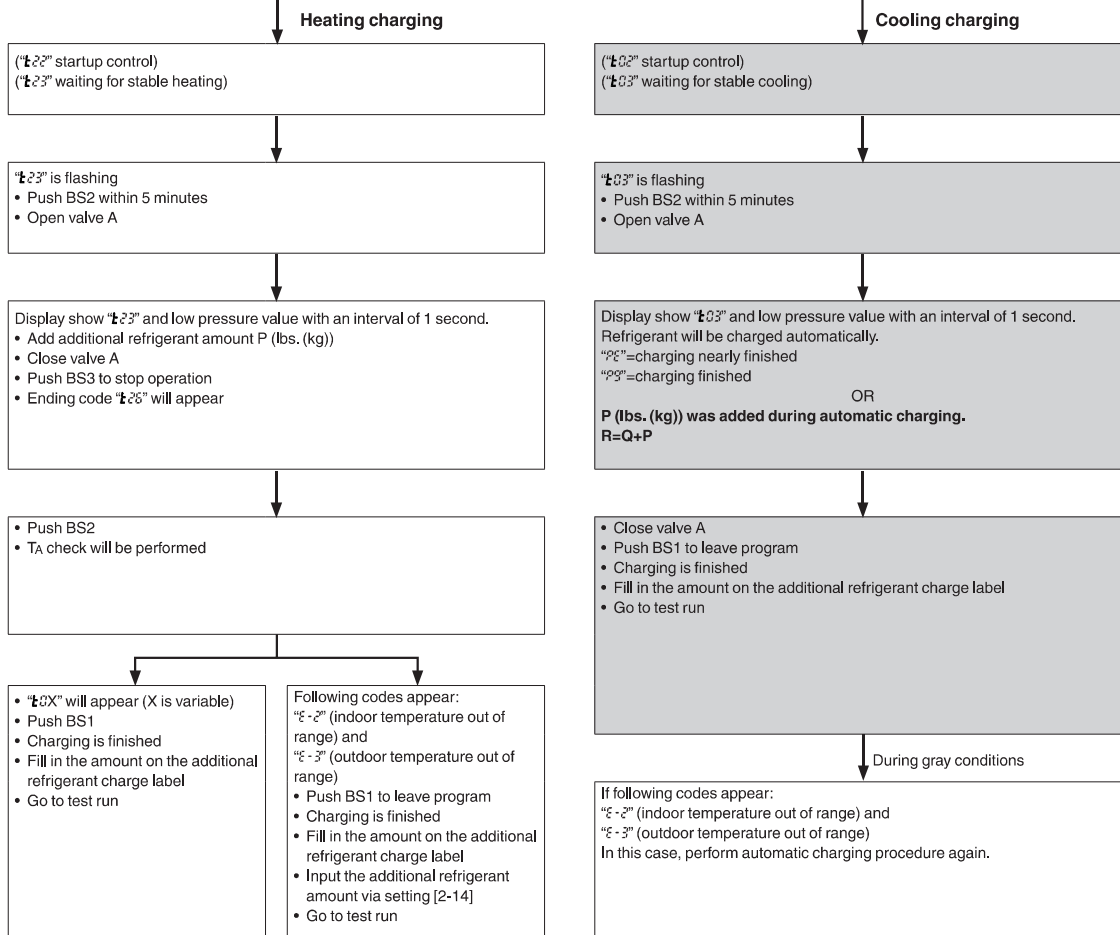 Heating charging
("t22" startup control)
("t23" waiting for stable heating)
"t23" is flashing
• Push BS2 within 5 minutes
• Open valve A
Display show "t23" and low pressure value with an interval of 1 second.
• Add additional refrigerant amount P (lbs. (kg))
• Close valve A
• Push BS3 to stop operation
• Ending code "t26" will appear
• Push BS2
• TA check will be performed
• "t0X" will appear (X is variable)
• Push BS1
• Charging is finished
• Fill in the amount on the additional
refrigerant charge label
• Go to test run
Following codes appear:
"E-2" (indoor temperature out of
range) and
"E-3" (outdoor temperature out of
range)
• Push BS1 to leave program
• Charging is finished
• Fill in the amount on the additional
refrigerant charge label
• Input the additional refrigerant
amount via setting [2-14]
• Go to test run
Cooling charging
("t02" startup control)
("t03" waiting for stable cooling)
"t03" is flashing
• Push BS2 within 5 minutes
• Open valve A
Display show "t03" and low pressure value with an interval of 1 second.
Refrigerant will be charged automatically.
"PE"=charging nearly finished
"P9"=charging finished
OR
P (lbs. (kg)) was added during automatic charging.
R=Q+P
• Close valve A
• Push BS1 to leave program
• Charging is finished
• Fill in the amount on the additional refrigerant charge label
• Go to test run
During gray conditions
If following codes appear:
"E-2" (indoor temperature out of range) and
"E-3" (outdoor temperature out of range)
In this case, perform automatic charging procedure again.